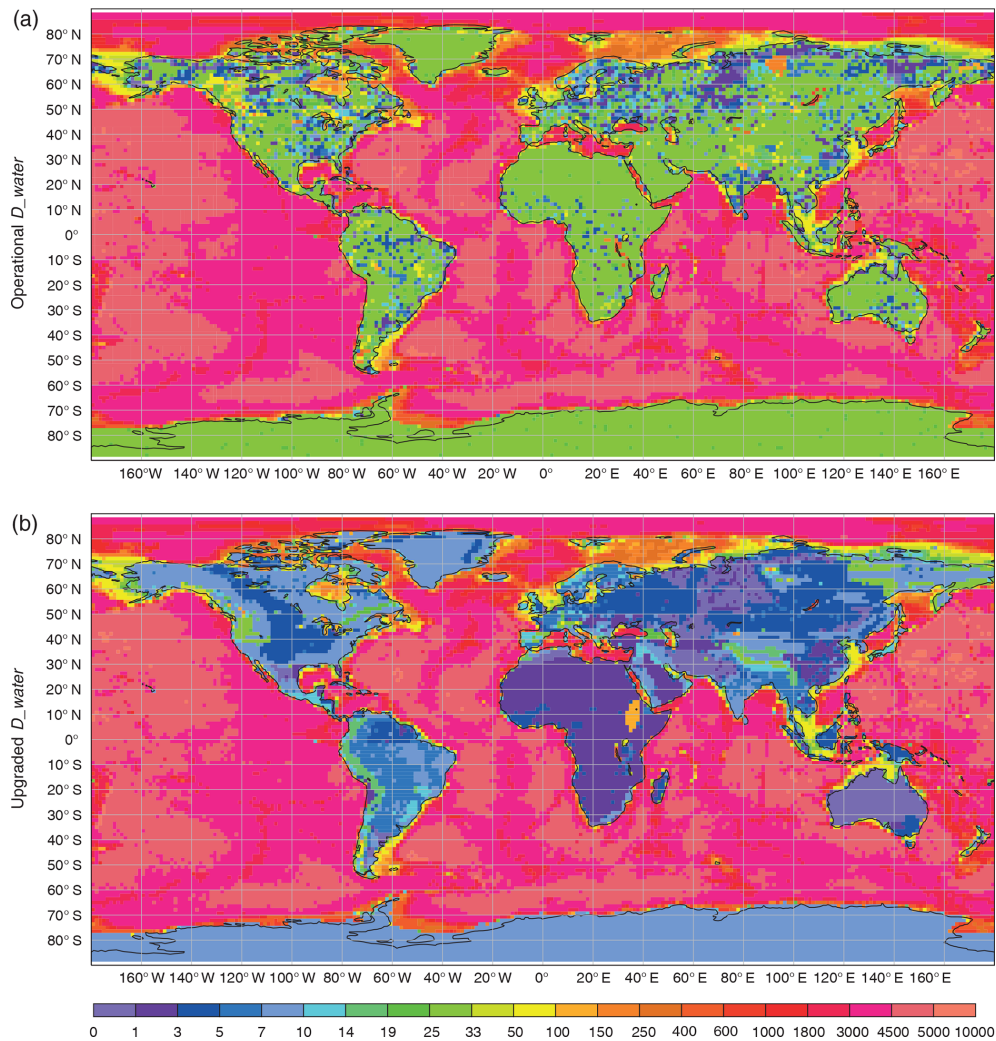 (a)
80° N
70° N
60° N
50° N
40° N
30° N
20° N
10° N
0°
10° S
20° S
30° S
40° S
50° S
60° S
70° S
80° S
Operational D_water
160°W 140°W 120°W 100°W 80°W 60°W 40°W 20°W 0° 20°E 40°E 60°E 80°E 100°E 120°E 140°E 160°E
(b)
80° N
70° N
60° N
50° N
40° N
30° N
20° N
10° N
0°
10° S
20° S
30° S
40° S
50° S
60° S
70° S
80° S
Upgraded D_water
160°W 140°W 120°W 100°W 80°W 60°W 40°W 20°W 0° 20°E 40°E 60°E 80°E 100°E 120°E 140°E 160°E
0 1 3 5 7 10 14 19 25 33 50 100 150 250 400 600 1000 1800 3000 4500 5000 10000